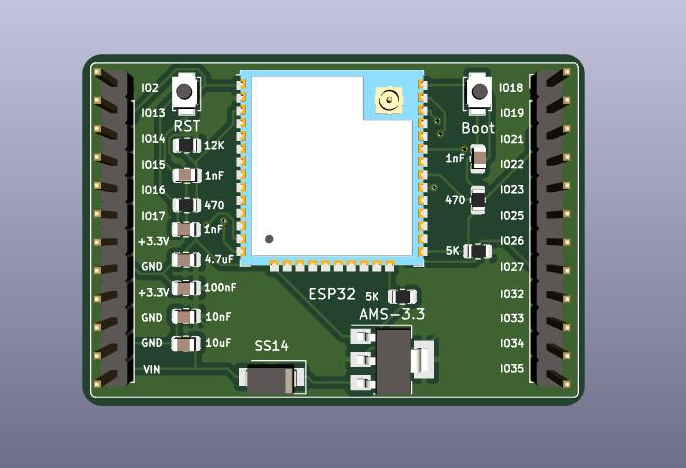 IO2
IO13
IO14
IO15
IO16
IO17
+3.3V
GND
+3.3V
GND
GND
VIN
RST
12K
1nF
470
1nF
4.7uF
100nF
10nF
10uF
SS14
ESP32
5K
AMS-3.3
Boot
1nF
470
5K
IO18
IO19
IO21
IO22
IO23
IO25
IO26
IO27
IO32
IO33
IO34
IO35